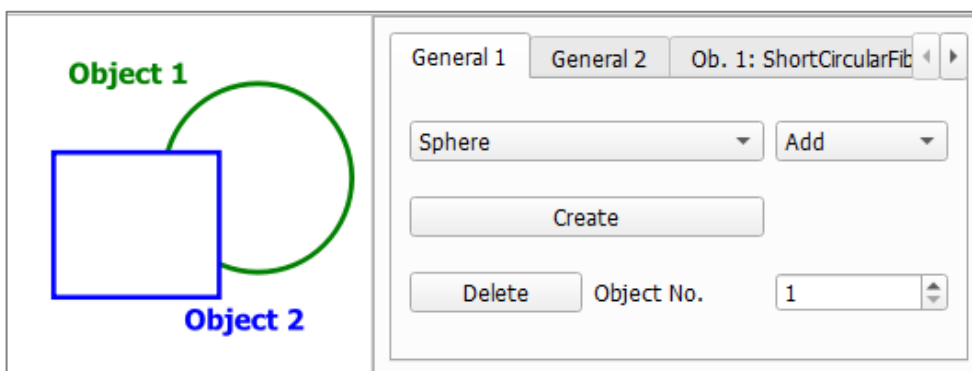 Object 1
Object 2
General 1 General 2 Ob. 1: ShortCircularFib
Sphere Add
Create
Delete Object No. 1